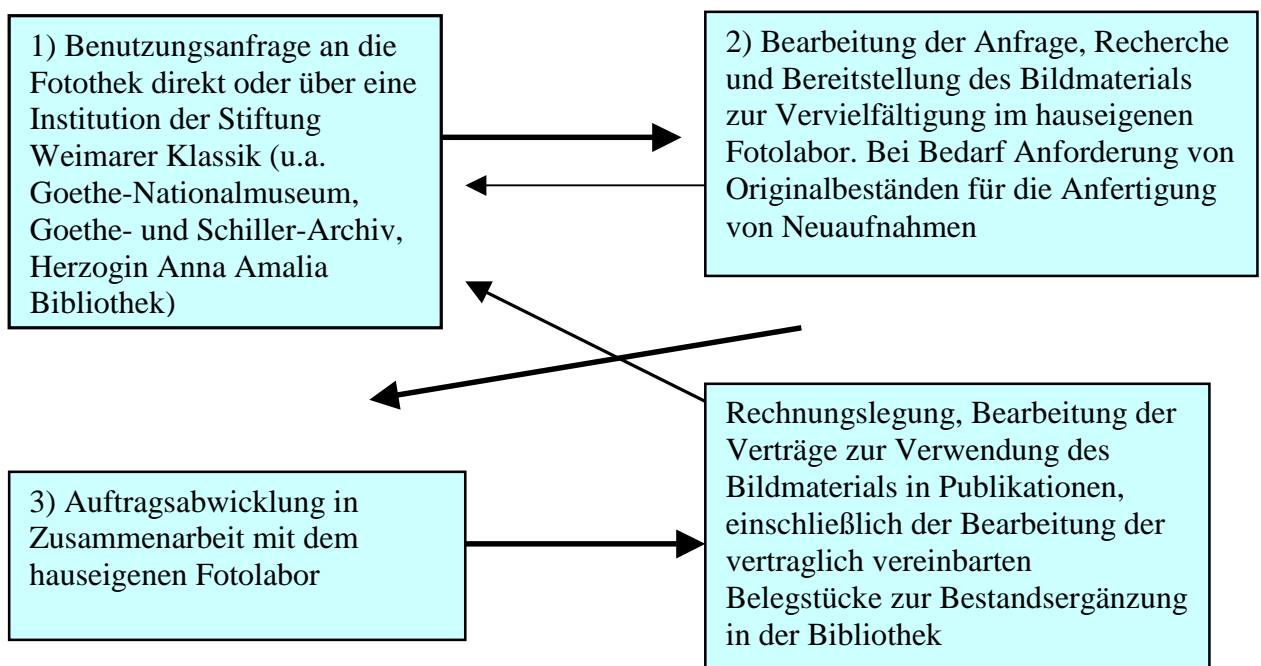 1) Benutzungsanfrage an die
Fotothek direkt oder über eine
Institution der Stiftung
Weimarer Klassik (u.a.
Goethe-Nationalmuseum,
Goethe- und Schiller-Archiv,
Herzogin Anna Amalia
Bibliothek)
2) Bearbeitung der Anfrage, Recherche
und Bereitstellung des Bildmaterials
zur Vervielfältigung im hauseigenen
Fotolabor. Bei Bedarf Anforderung von
Originalbeständen für die Anfertigung
von Neuaufnahmen
3) Auftragsabwicklung in
Zusammenarbeit mit dem
hauseigenen Fotolabor
Rechnungslegung, Bearbeitung der
Verträge zur Verwendung des
Bildmaterials in Publikationen,
einschließlich der Bearbeitung der
vertraglich vereinbarten
Belegstücke zur Bestandsergänzung
in der Bibliothek